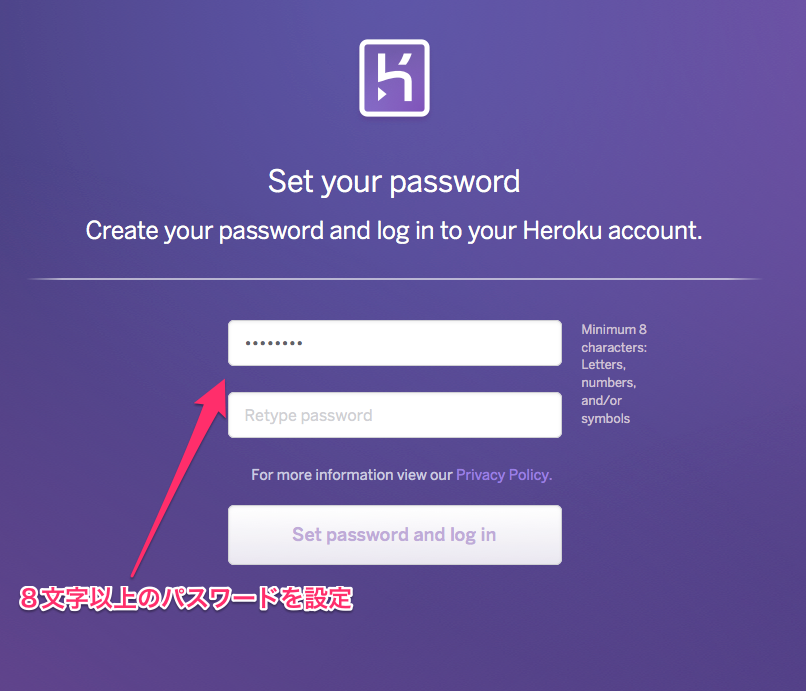 Set your password
Create your password and log in to your Heroku account.
••••••••
Minimum 8
characters:
Letters,
numbers,
and/or
symbols
Retype password
For more information view our Privacy Policy.
Set password and log in
８文字以上のパスワードを設定